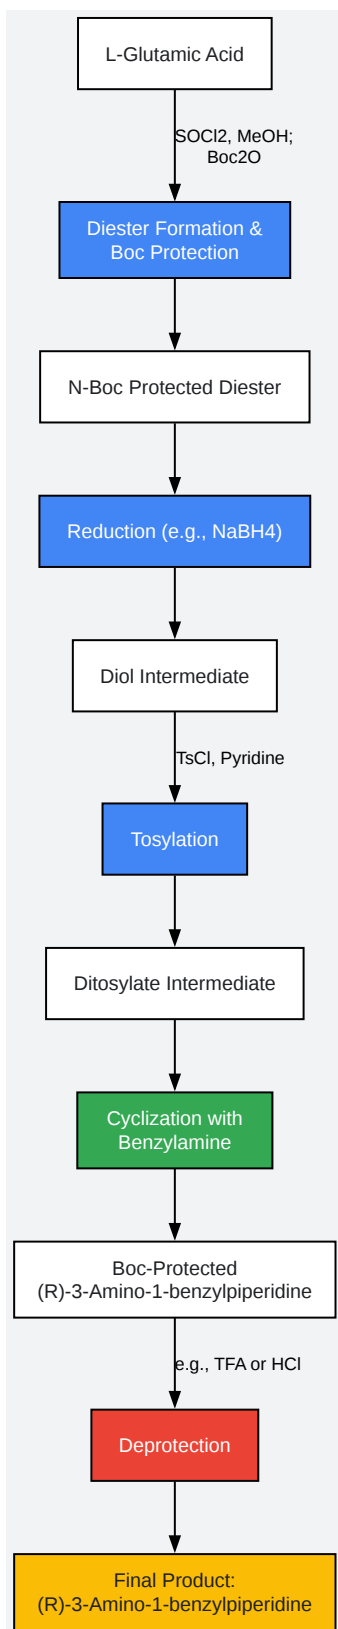 L-Glutamic Acid
SOCl2, MeOH;
Boc2O
Diester Formation &
Boc Protection
N-Boc Protected Diester
Reduction (e.g., NaBH4)
Diol Intermediate
TsCl, Pyridine
Tosylation
Ditosylate Intermediate
Cyclization with
Benzylamine
Boc-Protected
(R)-3-Amino-1-benzylpiperidine
e.g., TFA or HCl
Deprotection
Final Product:
(R)-3-Amino-1-benzylpiperidine